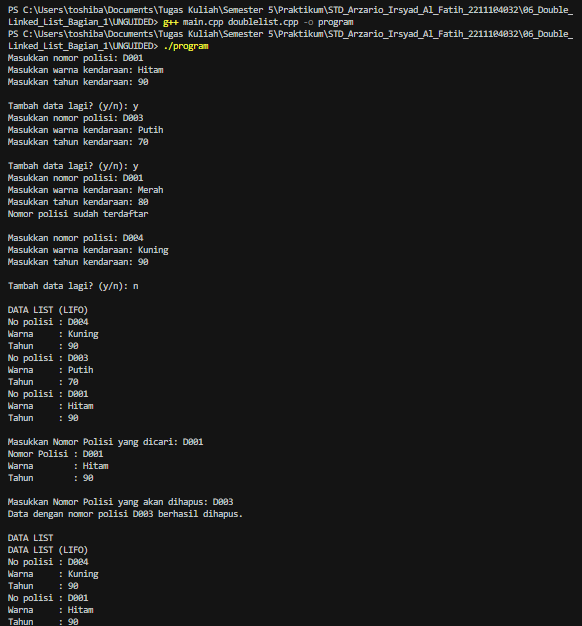 PS C:\Users\toshiba\Documents\Tugas Kuliah\Semester 5\Praktikum\STD_Arzario_Irsyad_Al_Fatih_2211104032\06_Double_
Linked_List_Bagian_1\UNGUIDED> g++ main.cpp doublelist.cpp -o program
PS C:\Users\toshiba\Documents\Tugas Kuliah\Semester 5\Praktikum\STD_Arzario_Irsyad_Al_Fatih_2211104032\06_Double_
Linked_List_Bagian_1\UNGUIDED> ./program
Masukkan nomor polisi: D001
Masukkan warna kendaraan: Hitam
Masukkan tahun kendaraan: 90

Tambah data lagi? (y/n): y
Masukkan nomor polisi: D003
Masukkan warna kendaraan: Putih
Masukkan tahun kendaraan: 70

Tambah data lagi? (y/n): y
Masukkan nomor polisi: D001
Masukkan warna kendaraan: Merah
Masukkan tahun kendaraan: 80
Nomor polisi sudah terdaftar

Masukkan nomor polisi: D004
Masukkan warna kendaraan: Kuning
Masukkan tahun kendaraan: 90

Tambah data lagi? (y/n): n

DATA LIST (LIFO)
No polisi : D004
Warna     : Kuning
Tahun     : 90
No polisi : D003
Warna     : Putih
Tahun     : 70
No polisi : D001
Warna     : Hitam
Tahun     : 90

Masukkan Nomor Polisi yang dicari: D001
Nomor Polisi : D001
Warna        : Hitam
Tahun        : 90

Masukkan Nomor Polisi yang akan dihapus: D003
Data dengan nomor polisi D003 berhasil dihapus.

DATA LIST
DATA LIST (LIFO)
No polisi : D004
Warna     : Kuning
Tahun     : 90
No polisi : D001
Warna     : Hitam
Tahun     : 90